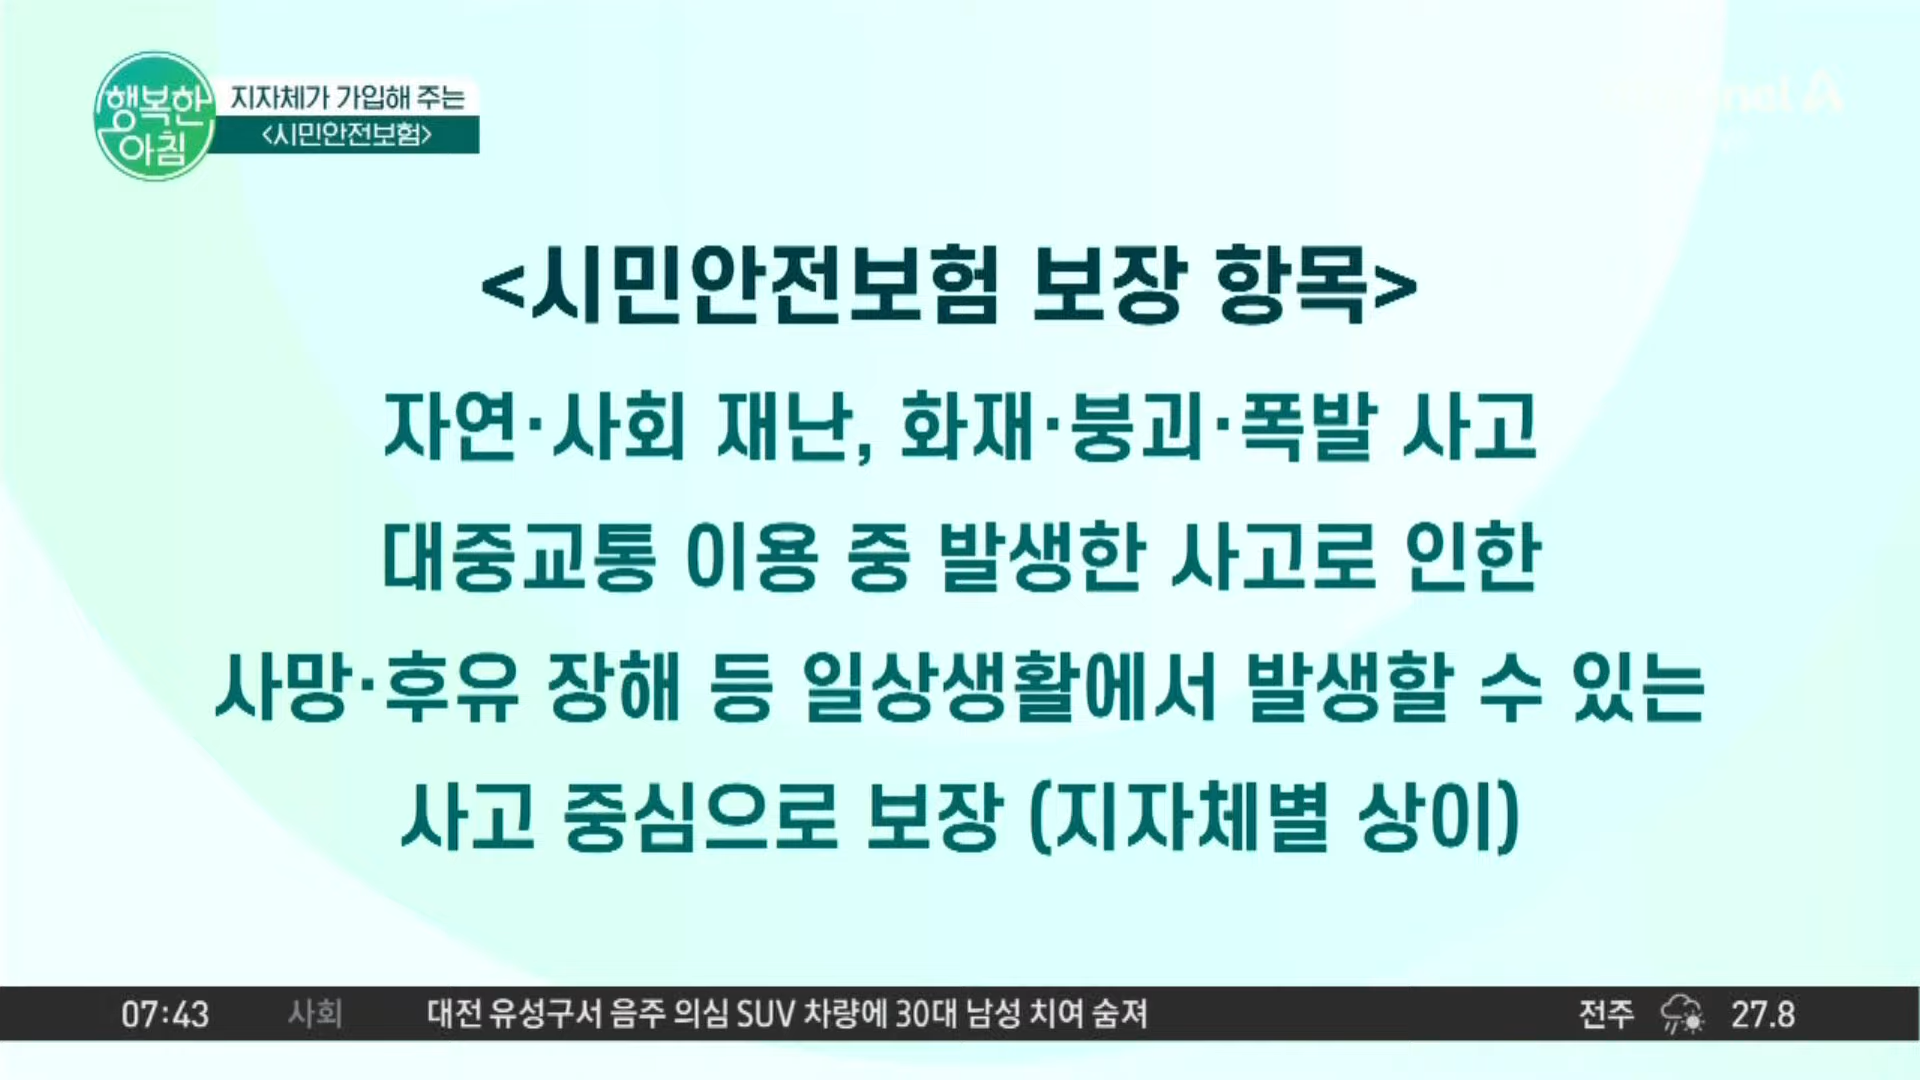 행복한
아침
지자체가 가입해 주는
<시민안전보험>
<시민안전보험 보장 항목>
자연·사회 재난, 화재·붕괴·폭발 사고
대중교통 이용 중 발생한 사고로 인한
사망·후유 장해 등 일상생활에서 발생할 수 있는
사고 중심으로 보장 (지자체별 상이)
07:43 사회 대전 유성구서 음주 의심 SUV 차량에 30대 남성 치여 숨져 전주 27.8